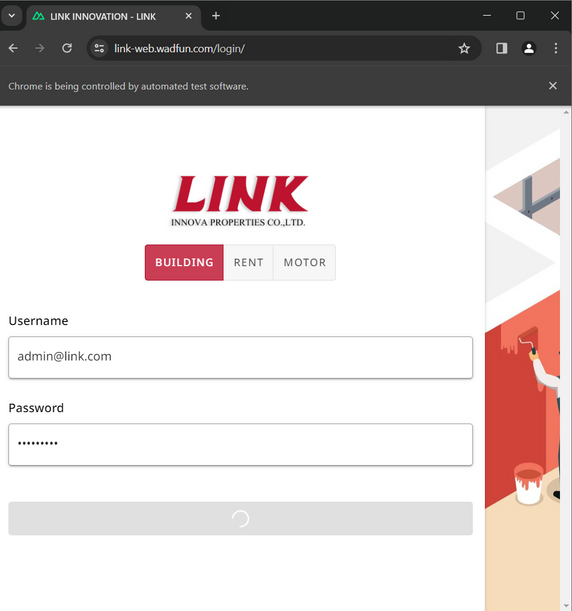 LINK INNOVATION - LINK
link-web.wadfun.com/login/
Chrome is being controlled by automated test software.
LINK
INNOVA PROPERTIES CO.,LTD.
BUILDING RENT MOTOR
Username
admin@link.com
Password
•••••••••